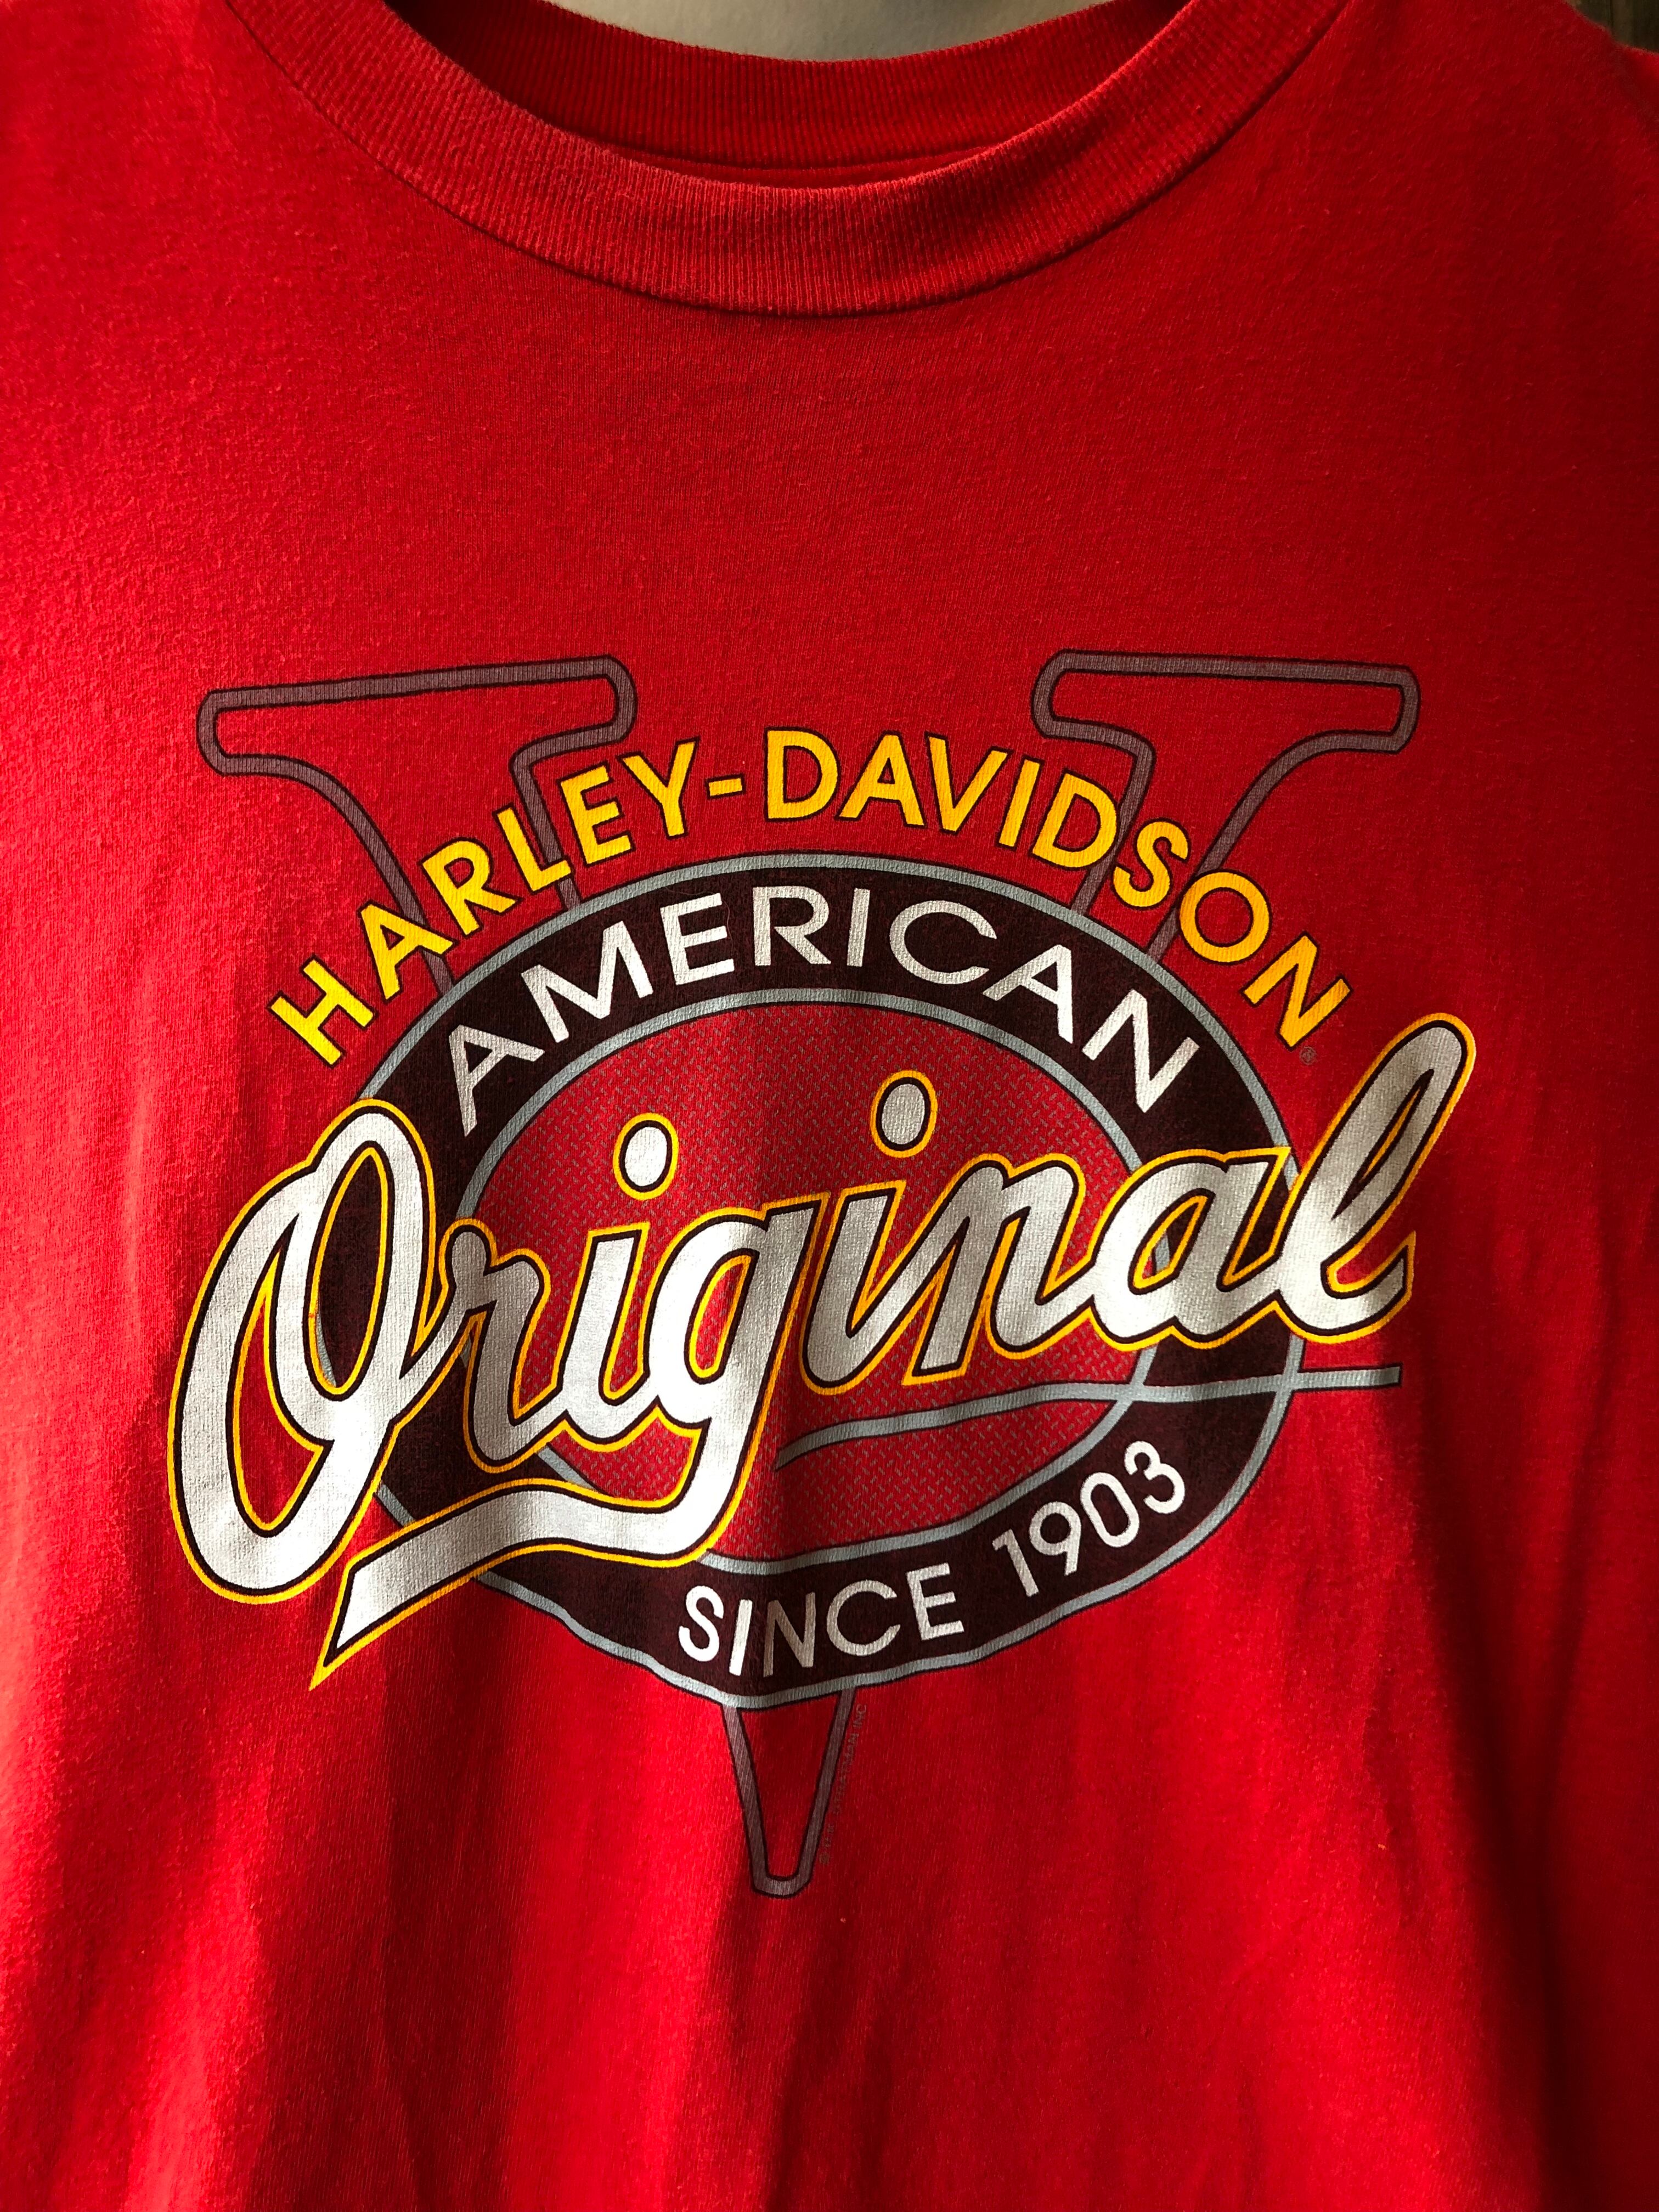 HARLEY-DAVIDSON®
AMERICAN
Original
SINCE 1903